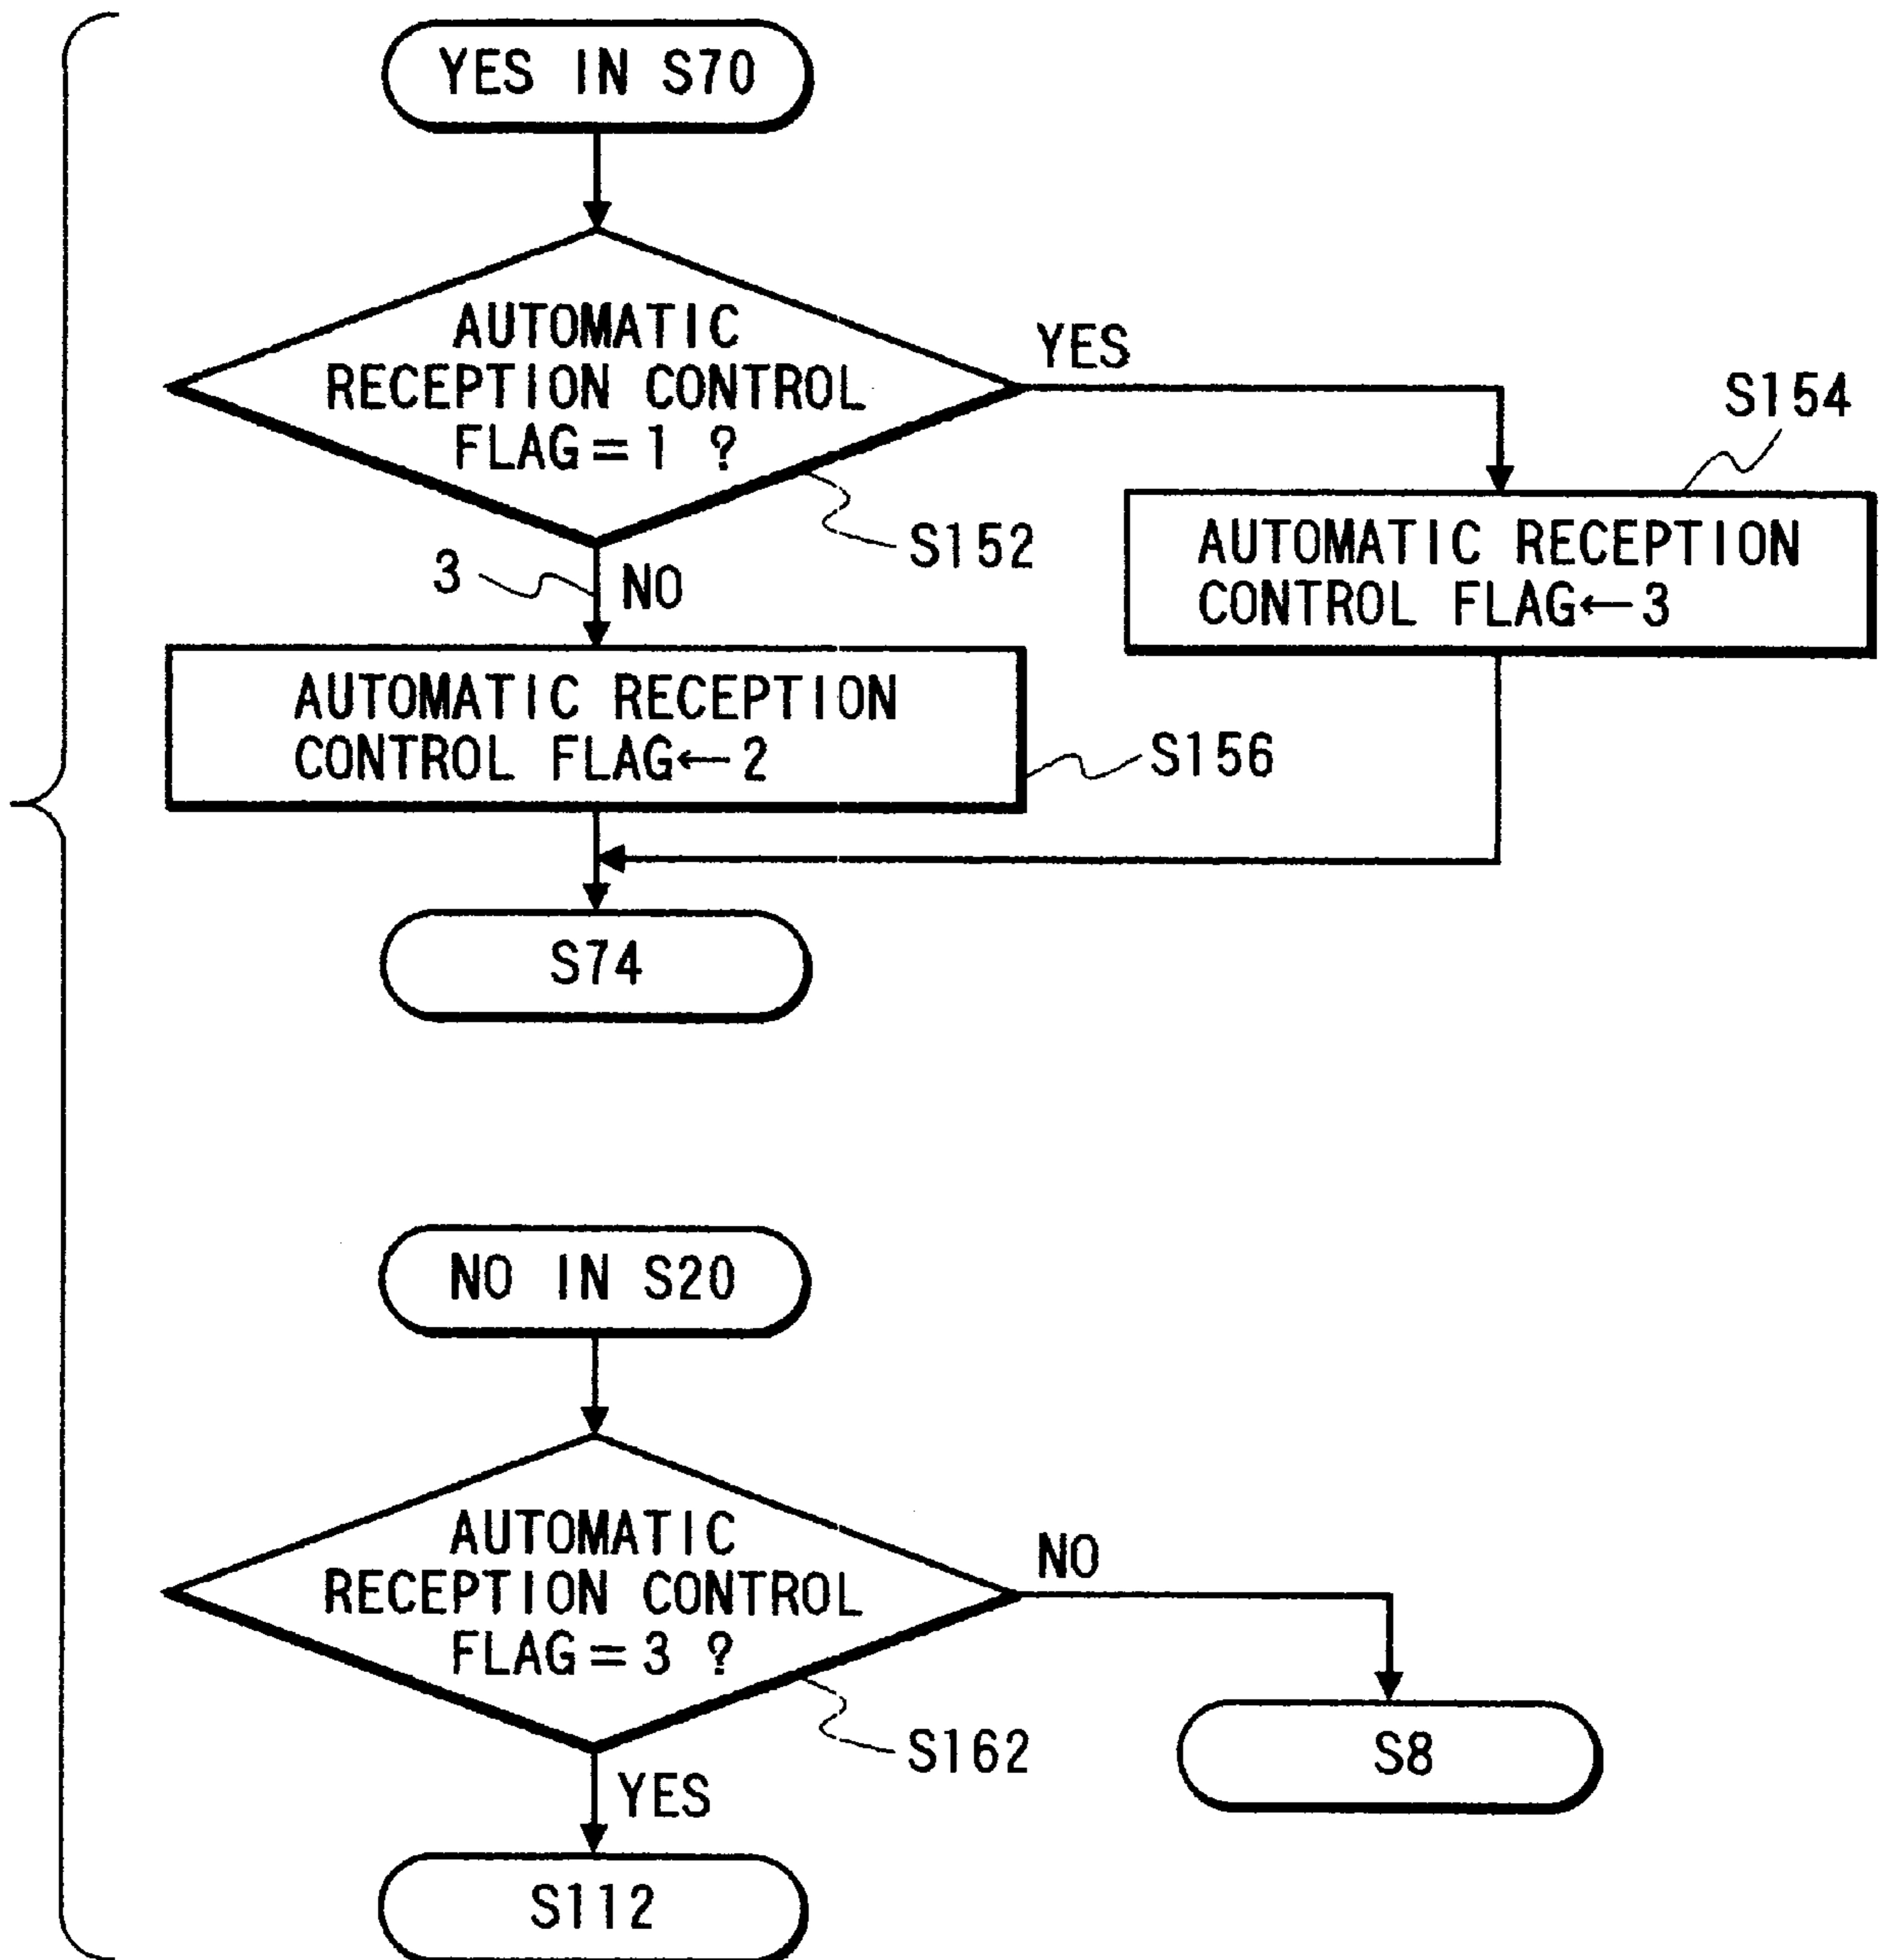 YES IN S70
AUTOMATIC
RECEPTION CONTROL
FLAG=1 ?
YES
S154
S152
AUTOMATIC RECEPTION
CONTROL FLAG←3
3
NO
AUTOMATIC RECEPTION
CONTROL FLAG←2
S156
S74
NO IN S20
AUTOMATIC
RECEPTION CONTROL
FLAG=3 ?
NO
S162
S8
YES
S112